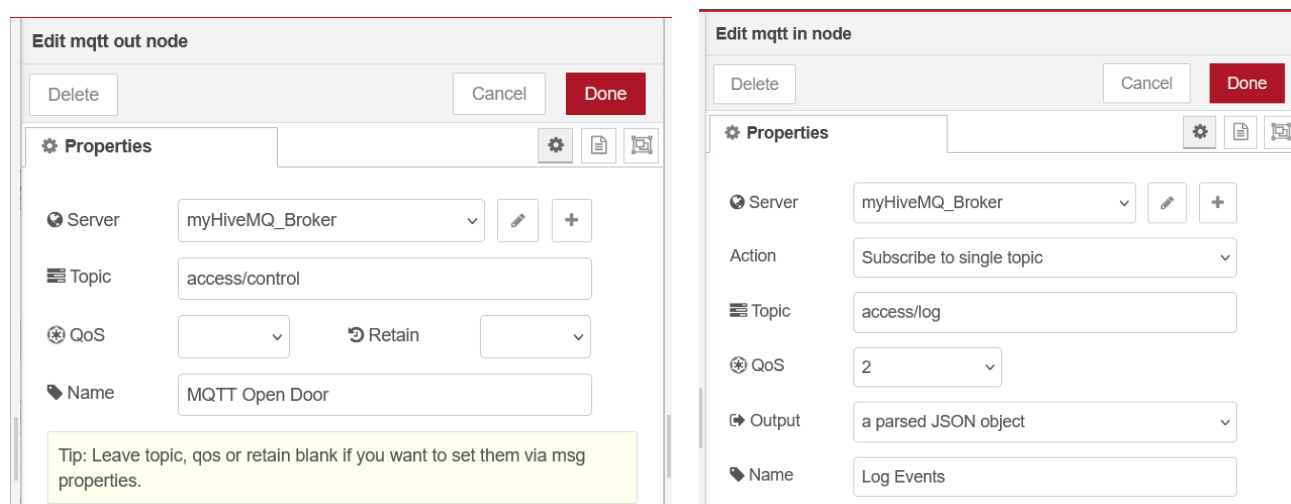 Edit mqtt out node
Delete
Cancel
Done
Properties
Server
myHiveMQ_Broker
Topic
access/control
QoS
Retain
Name
MQTT Open Door
Tip: Leave topic, qos or retain blank if you want to set them via msg
properties.
Edit mqtt in node
Delete
Cancel
Done
Properties
Server
myHiveMQ_Broker
Action
Subscribe to single topic
Topic
access/log
QoS
2
Output
a parsed JSON object
Name
Log Events